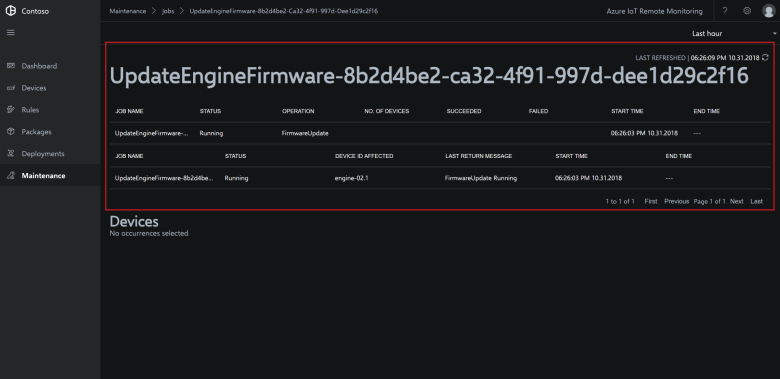 Contoso
Maintenance > Jobs > UpdateEngineFirmware-8b2d4be2-Ca32-4f91-997d-Dee1d29c2f16
Azure IoT Remote Monitoring ?
Last hour
Dashboard
Devices
Rules
Packages
Deployments
Maintenance
LAST REFRESHED | 06:26:09 PM 10.31.2018
UpdateEngineFirmware-8b2d4be2-ca32-4f91-997d-dee1d29c2f16
JOB NAME STATUS OPERATION NO. OF DEVICES SUCCEEDED FAILED START TIME END TIME
UpdateEngineFirmware-... Running FirmwareUpdate 06:26:03 PM 10.31.2018 ---
JOB NAME STATUS DEVICE ID AFFECTED LAST RETURN MESSAGE START TIME END TIME
UpdateEngineFirmware-8b2d4be... Running engine-02.1 FirmwareUpdate Running 06:26:03 PM 10.31.2018 ---
1 to 1 of 1 First Previous Page 1 of 1 Next Last
Devices
No occurrences selected